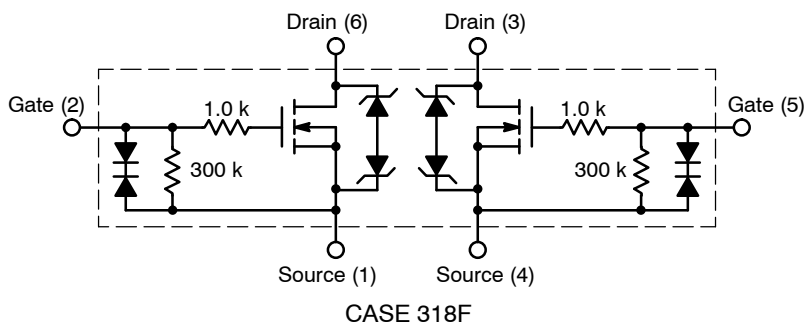 Drain (6) Drain (3)
Gate (2) 1.0 k 1.0 k Gate (5)
300 k 300 k
Source (1) Source (4)
CASE 318F